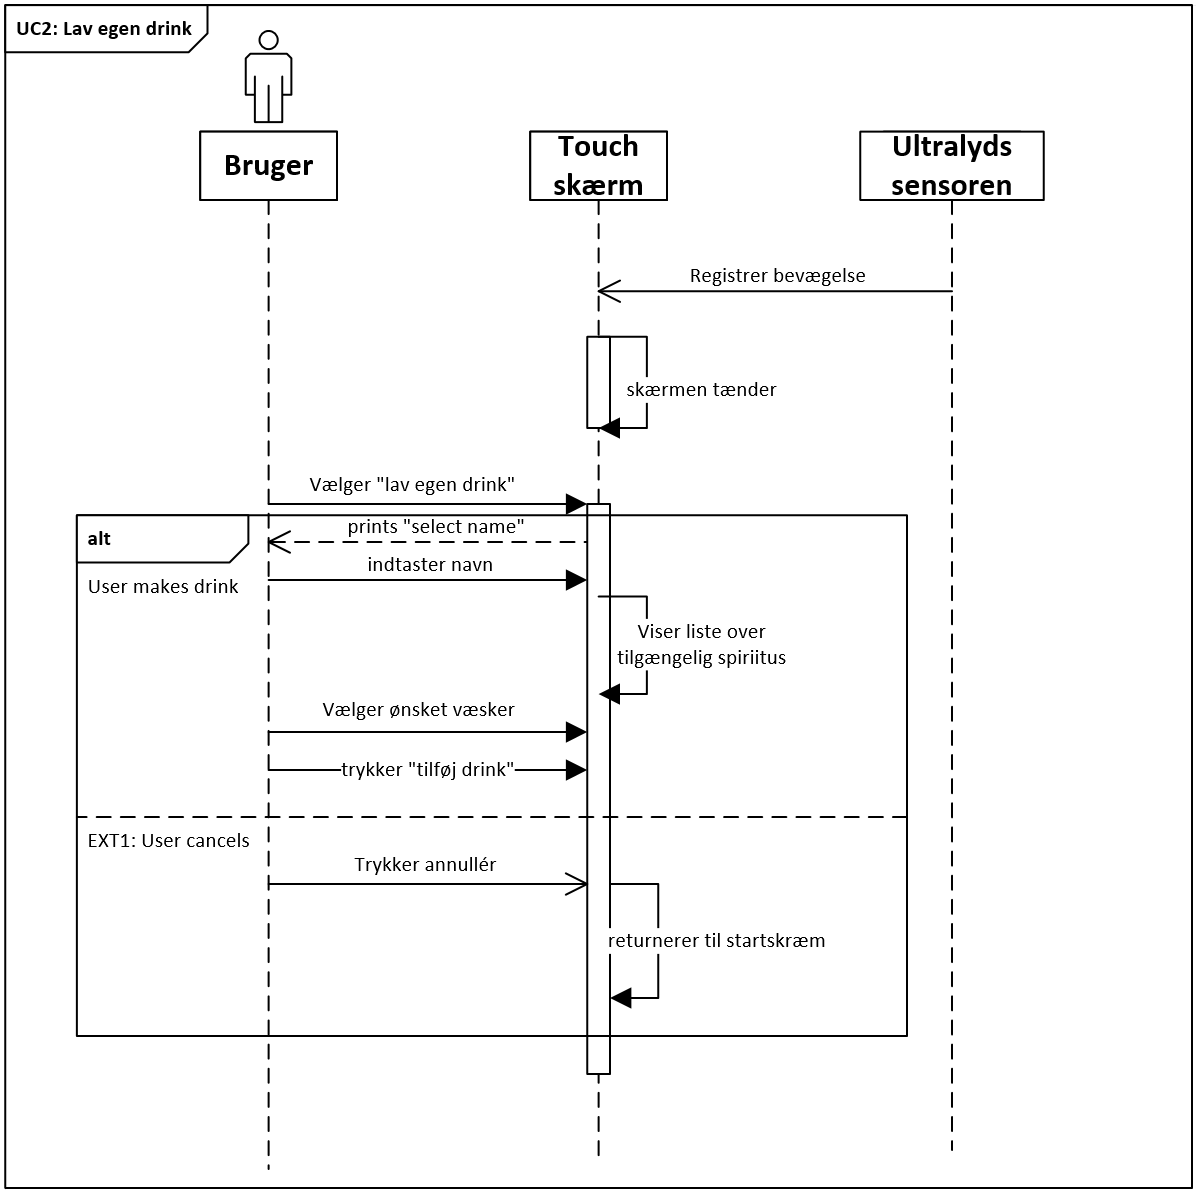 UC2: Lav egen drink
Bruger
Touch
skærm
Ultralyds
sensoren
Registrer bevægelse
skærmen tænder
Vælger "lav egen drink"
alt
prints "select name"
indtaster navn
User makes drink
Viser liste over
tilgængelig spiriitus
Vælger ønsket væsker
trykker "tilføj drink"
EXT1: User cancels
Trykker annullér
returnerer til startskræm